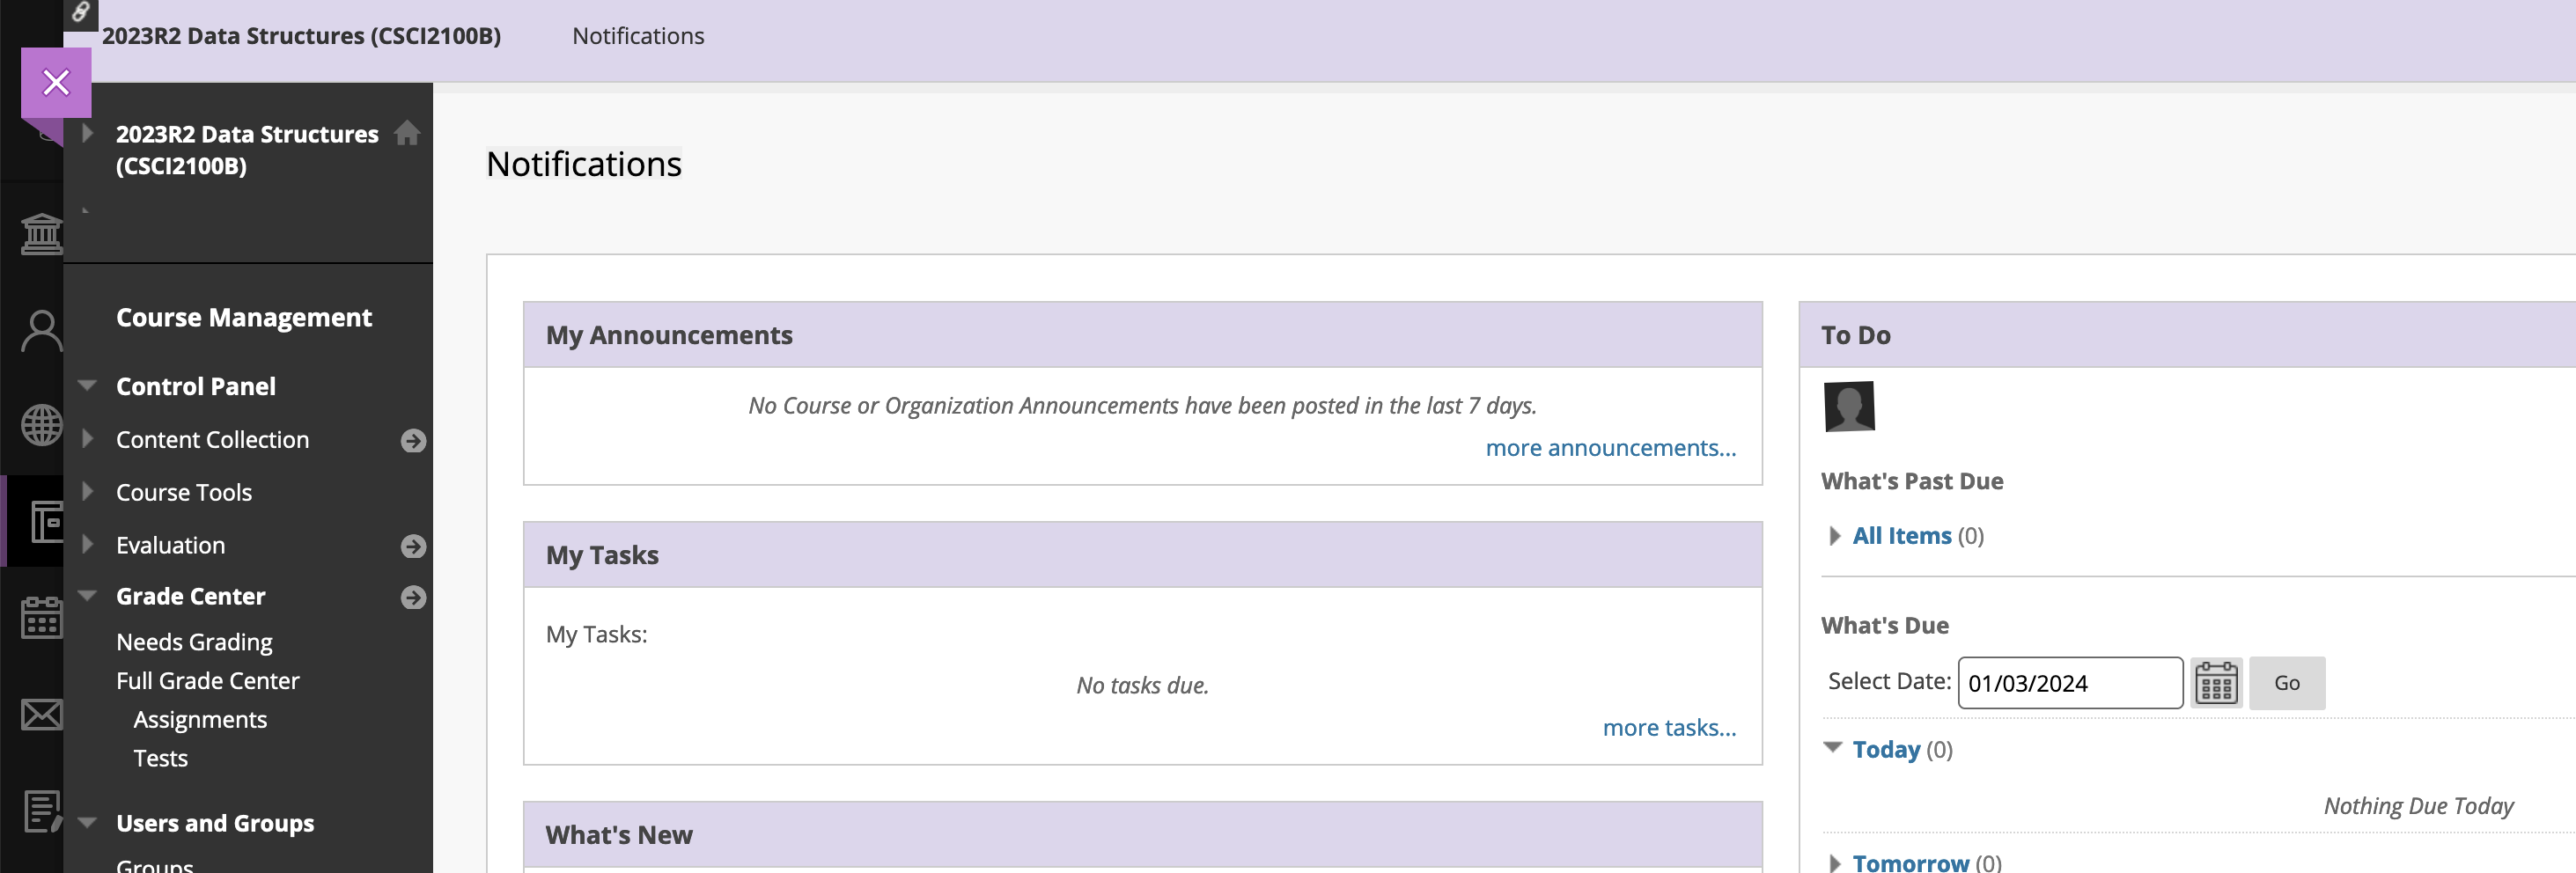 2023R2 Data Structures (CSCI2100B)
Notifications
2023R2 Data Structures
(CSCI2100B)
Course Management
Control Panel
Content Collection
Course Tools
Evaluation
Grade Center
Needs Grading
Full Grade Center
Assignments
Tests
Users and Groups
Groups
Notifications
My Announcements
No Course or Organization Announcements have been posted in the last 7 days.
more announcements...
My Tasks
My Tasks:
No tasks due.
more tasks...
What's New
To Do
What's Past Due
All Items (0)
What's Due
Select Date: 01/03/2024 Go
Today (0)
Nothing Due Today
Tomorrow (0)